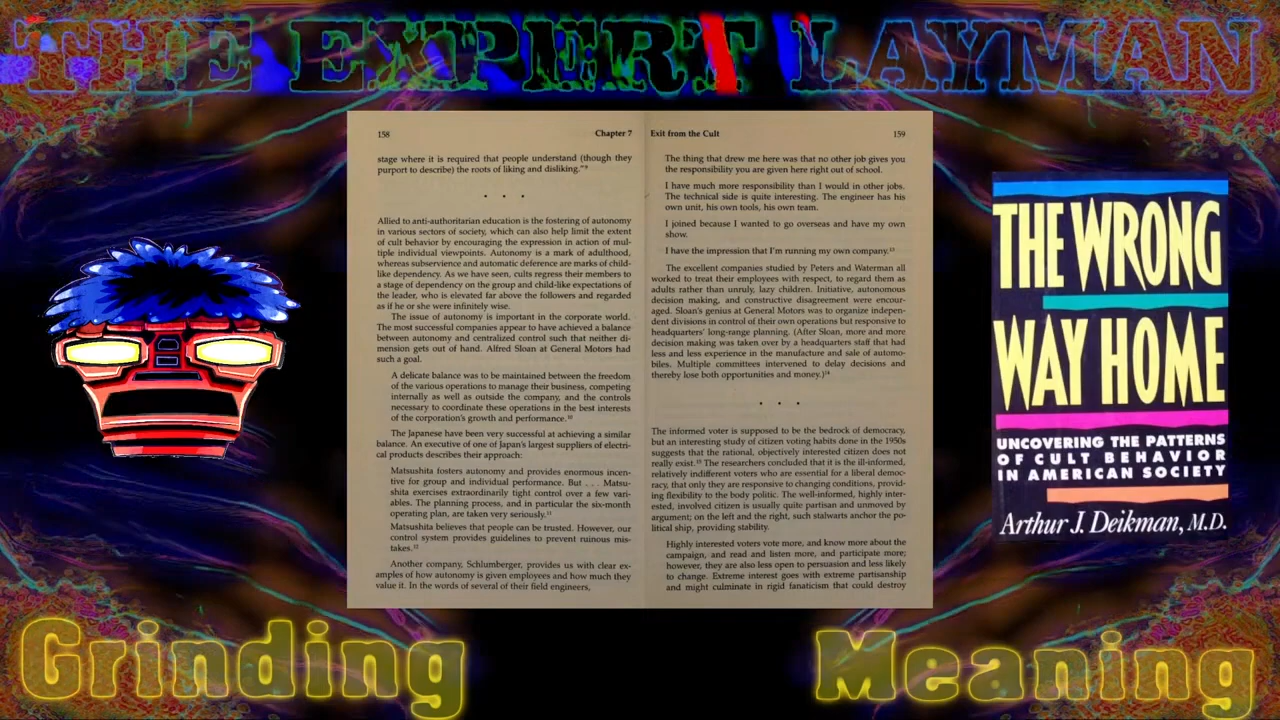 THE EXPERT LAYMAN
158
Chapter 7
stage where it is required that people understand (though they
purport to describe) the roots of liking and disliking."⁹
• • •
Allied to anti-authoritarian education is the fostering of autonomy
in various sectors of society, which can also help limit the extent
of cult behavior by encouraging the expression in action of mul-
tiple individual viewpoints. Autonomy is a mark of adulthood,
whereas subservience and automatic deference are marks of child-
like dependency. As we have seen, cults regress their members to
a stage of dependency on the group and child-like expectations of
the leader, who is elevated far above the followers and regarded
as if he or she were infinitely wise.
The issue of autonomy is important in the corporate world.
The most successful companies appear to have achieved a balance
between autonomy and centralized control such that neither di-
mension gets out of hand. Alfred Sloan at General Motors had
such a goal.
A delicate balance was to be maintained between the freedom
of the various operations to manage their business, competing
internally as well as outside the company, and the controls
necessary to coordinate these operations in the best interests
of the corporation's growth and performance.¹⁰
The Japanese have been very successful at achieving a similar
balance. An executive of one of Japan's largest suppliers of electri-
cal products describes their approach:
Matsushita fosters autonomy and provides enormous incen-
tive for group and individual performance. But . . . Matsu-
shita exercises extraordinarily tight control over a few vari-
ables. The planning process, and in particular the six-month
operating plan, are taken very seriously.¹¹
Matsushita believes that people can be trusted. However, our
control system provides guidelines to prevent ruinous mis-
takes.¹²
Another company, Schlumberger, provides us with clear ex-
amples of how autonomy is given employees and how much they
value it. In the words of several of their field engineers,
Exit from the Cult
159
The thing that drew me here was that no other job gives you
the responsibility you are given here right out of school.
I have much more responsibility than I would in other jobs.
The technical side is quite interesting. The engineer has his
own unit, his own tools, his own team.
I joined because I wanted to go overseas and have my own
show.
I have the impression that I'm running my own company.¹³
The excellent companies studied by Peters and Waterman all
worked to treat their employees with respect, to regard them as
adults rather than unruly, lazy children. Initiative, autonomous
decision making, and constructive disagreement were encour-
aged. Sloan's genius at General Motors was to organize indepen-
dent divisions in control of their own operations but responsive to
headquarters' long-range planning. (After Sloan, more and more
decision making was taken over by a headquarters staff that had
less and less experience in the manufacture and sale of automo-
biles. Multiple committees intervened to delay decisions and
thereby lose both opportunities and money.)¹⁴
• • •
The informed voter is supposed to be the bedrock of democracy,
but an interesting study of citizen voting habits done in the 1950s
suggests that the rational, objectively interested citizen does not
really exist.¹⁵ The researchers concluded that it is the ill-informed,
relatively indifferent voters who are essential for a liberal democ-
racy, that only they are responsive to changing conditions, provid-
ing flexibility to the body politic. The well-informed, highly inter-
ested, involved citizen is usually quite partisan and unmoved by
argument; on the left and the right, such stalwarts anchor the po-
litical ship, providing stability.
Highly interested voters vote more, and know more about the
campaign, and read and listen more, and participate more;
however, they are also less open to persuasion and less likely
to change. Extreme interest goes with extreme partisanship
and might culminate in rigid fanaticism that could destroy
THE WRONG
WAY HOME
UNCOVERING THE PATTERNS
OF CULT BEHAVIOR
IN AMERICAN SOCIETY
Arthur J. Deikman, M.D.
Grinding
Meaning